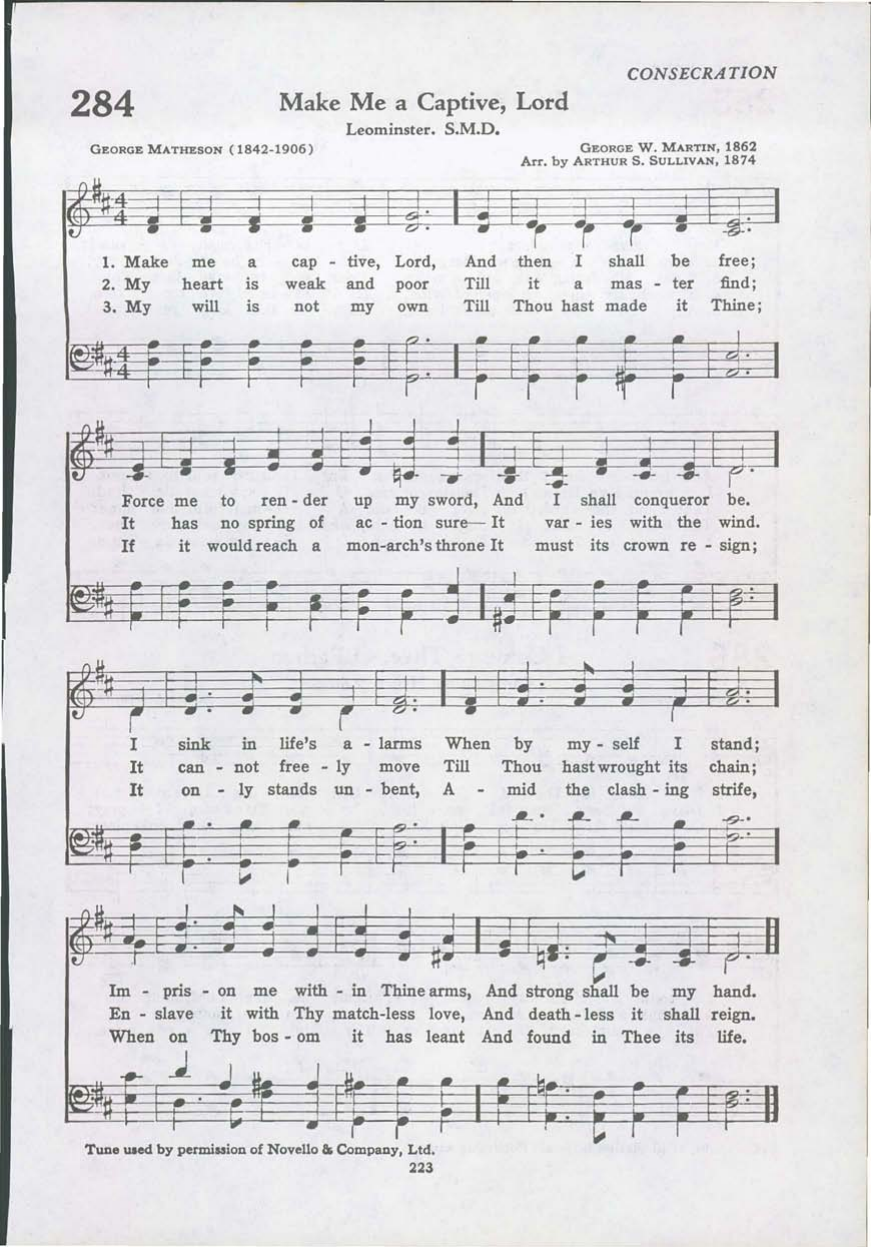 CONSECRATION
284
Make Me a Captive, Lord
Leominster. S.M.D.
GEORGE MATHESON (1842-1906)
GEORGE W. MARTIN, 1862
Arr. by ARTHUR S. SULLIVAN, 1874
1. Make me a cap - tive, Lord, And then I shall be free;
2. My heart is weak and poor Till it a mas - ter find;
3. My will is not my own Till Thou hast made it Thine;
Force me to ren - der up my sword, And I shall conqueror be.
It has no spring of ac - tion sure— It var - ies with the wind.
If it would reach a mon-arch's throne It must its crown re - sign;
I sink in life's a - larms When by my - self I stand;
It can - not free - ly move Till Thou hast wrought its chain;
It on - ly stands un - bent, A - mid the clash - ing strife,
Im - pris - on me with - in Thine arms, And strong shall be my hand.
En - slave it with Thy match-less love, And death - less it shall reign.
When on Thy bos - om it has leant And found in Thee its life.
Tune used by permission of Novello & Company, Ltd.
223